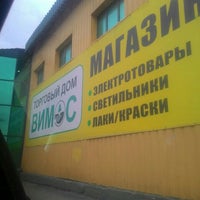 ТОРГОВЫЙ ДОМ
ВИМОС
МАГАЗИН
• ЭЛЕКТРОТОВАРЫ
• СВЕТИЛЬНИКИ
• ЛАКИ/КРАСКИ